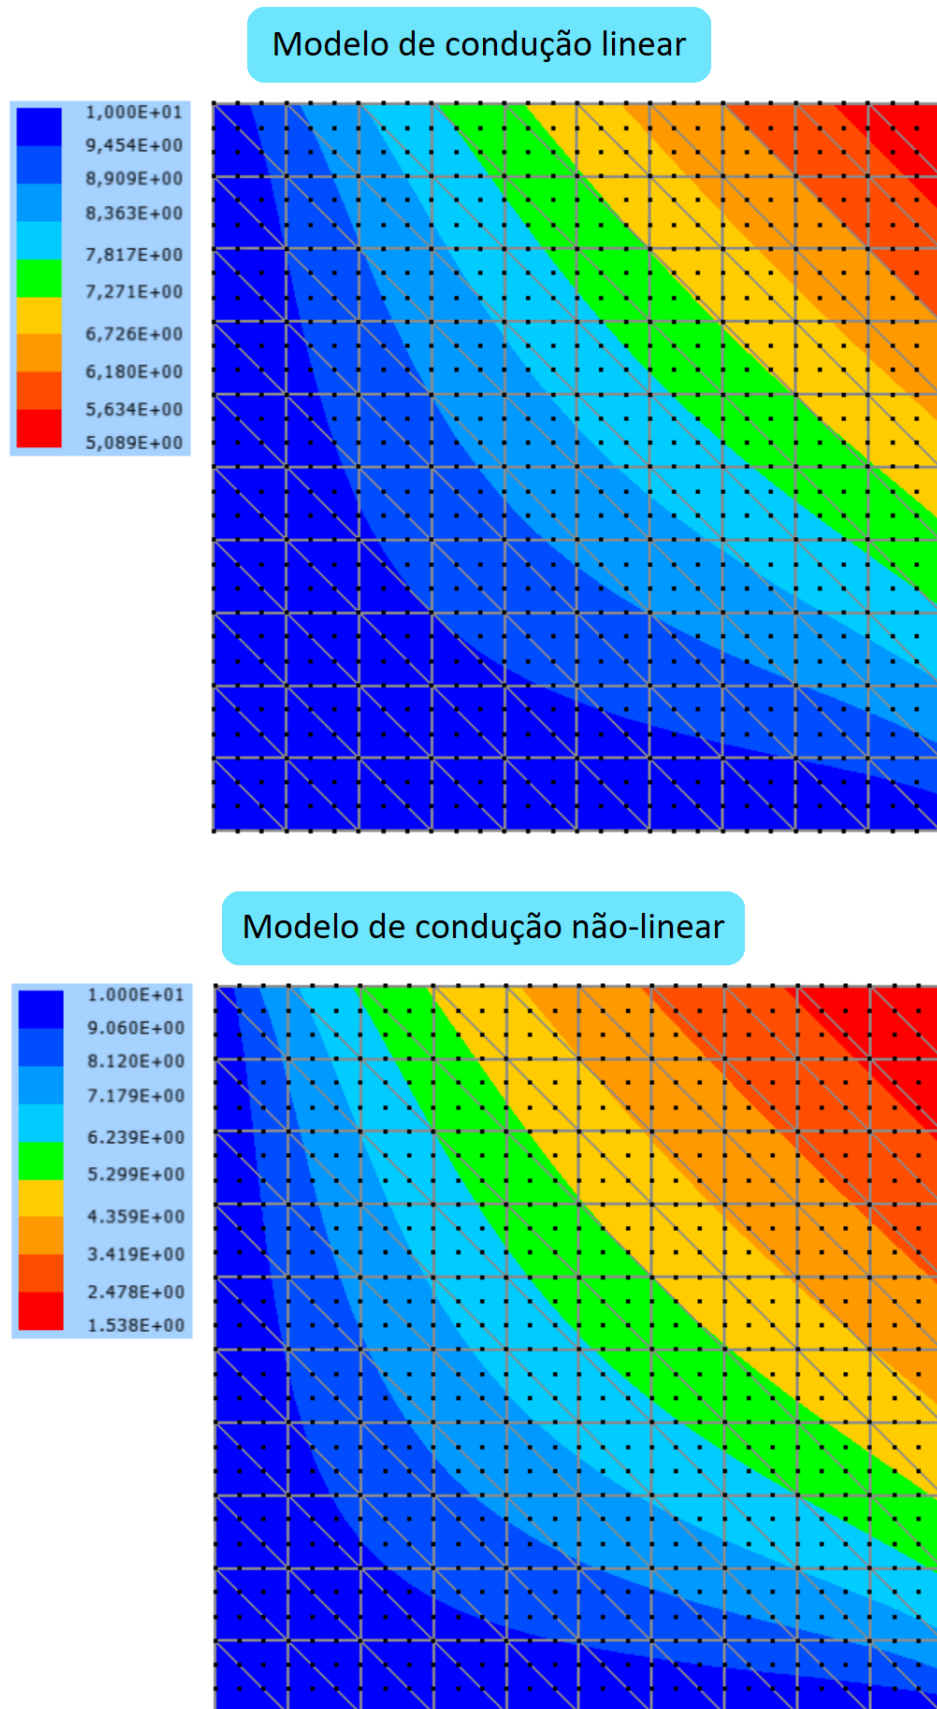 Modelo de condução linear
1,000E+01
9,454E+00
8,909E+00
8,363E+00
7,817E+00
7,271E+00
6,726E+00
6,180E+00
5,634E+00
5,089E+00
Modelo de condução não-linear
1.000E+01
9.060E+00
8.120E+00
7.179E+00
6.239E+00
5.299E+00
4.359E+00
3.419E+00
2.478E+00
1.538E+00